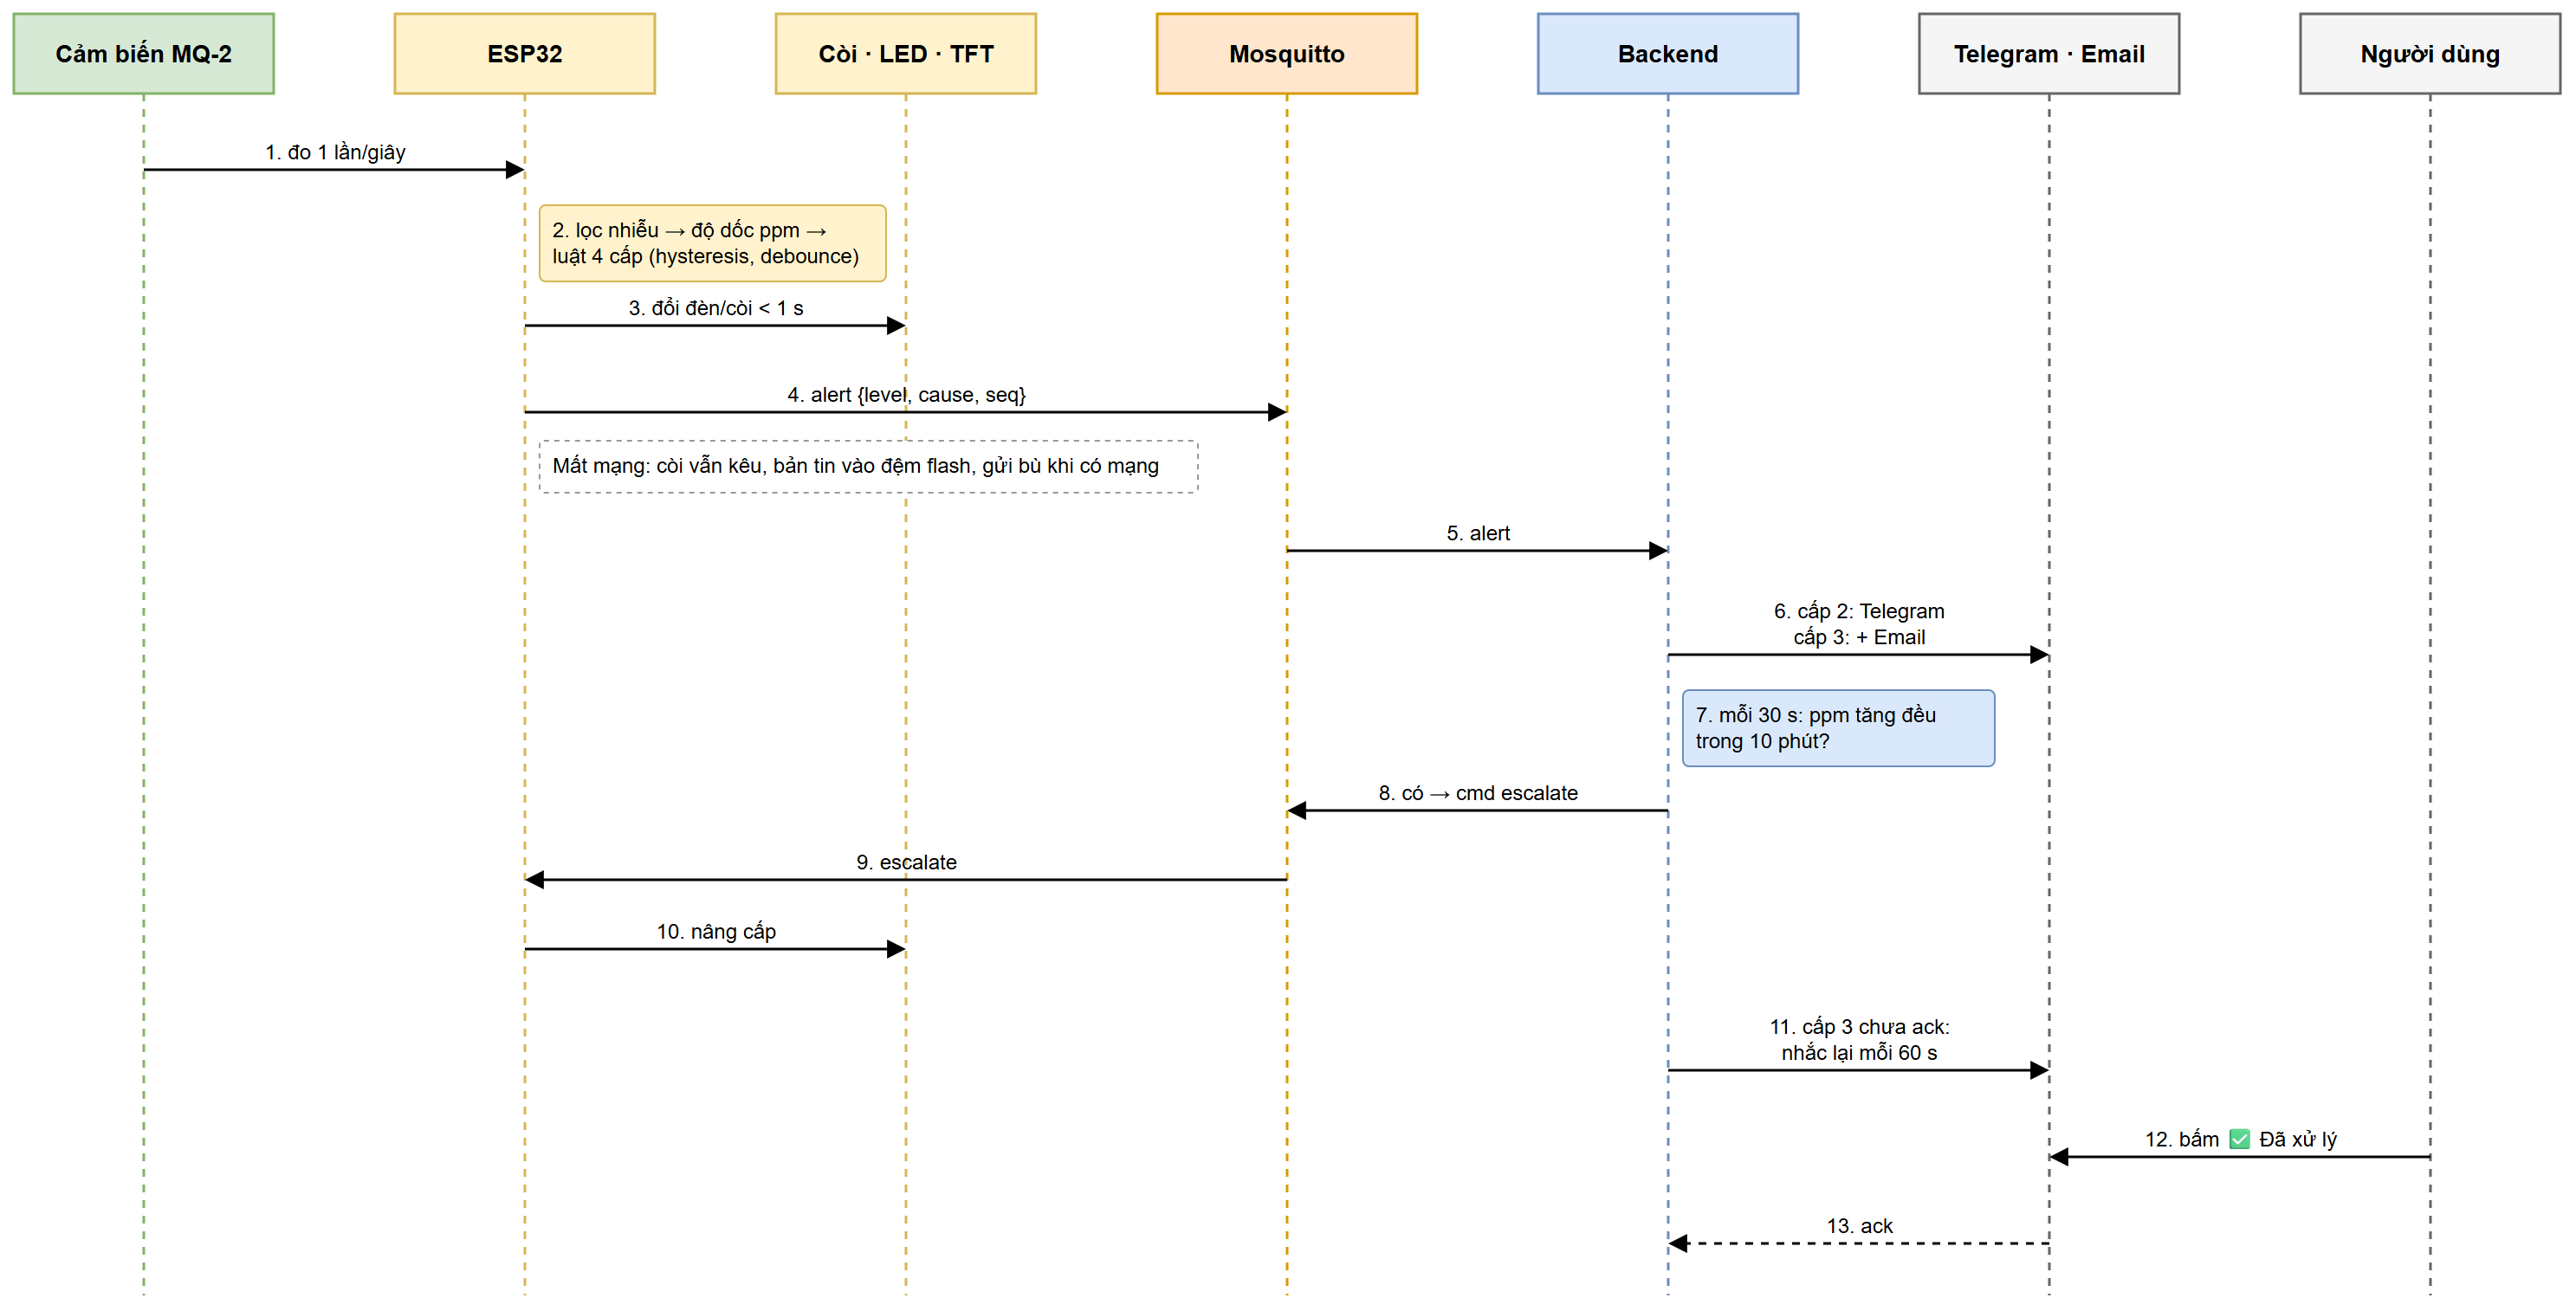 Cảm biến MQ-2
ESP32
Còi · LED · TFT
Mosquitto
Backend
Telegram · Email
Người dùng
1. đo 1 lần/giây
2. lọc nhiễu → độ dốc ppm →
luật 4 cấp (hysteresis, debounce)
3. đổi đèn/còi < 1 s
4. alert {level, cause, seq}
Mất mạng: còi vẫn kêu, bản tin vào đệm flash, gửi bù khi có mạng
5. alert
6. cấp 2: Telegram
cấp 3: + Email
7. mỗi 30 s: ppm tăng đều
trong 10 phút?
8. có → cmd escalate
9. escalate
10. nâng cấp
11. cấp 3 chưa ack:
nhắc lại mỗi 60 s
12. bấm ✅ Đã xử lý
13. ack